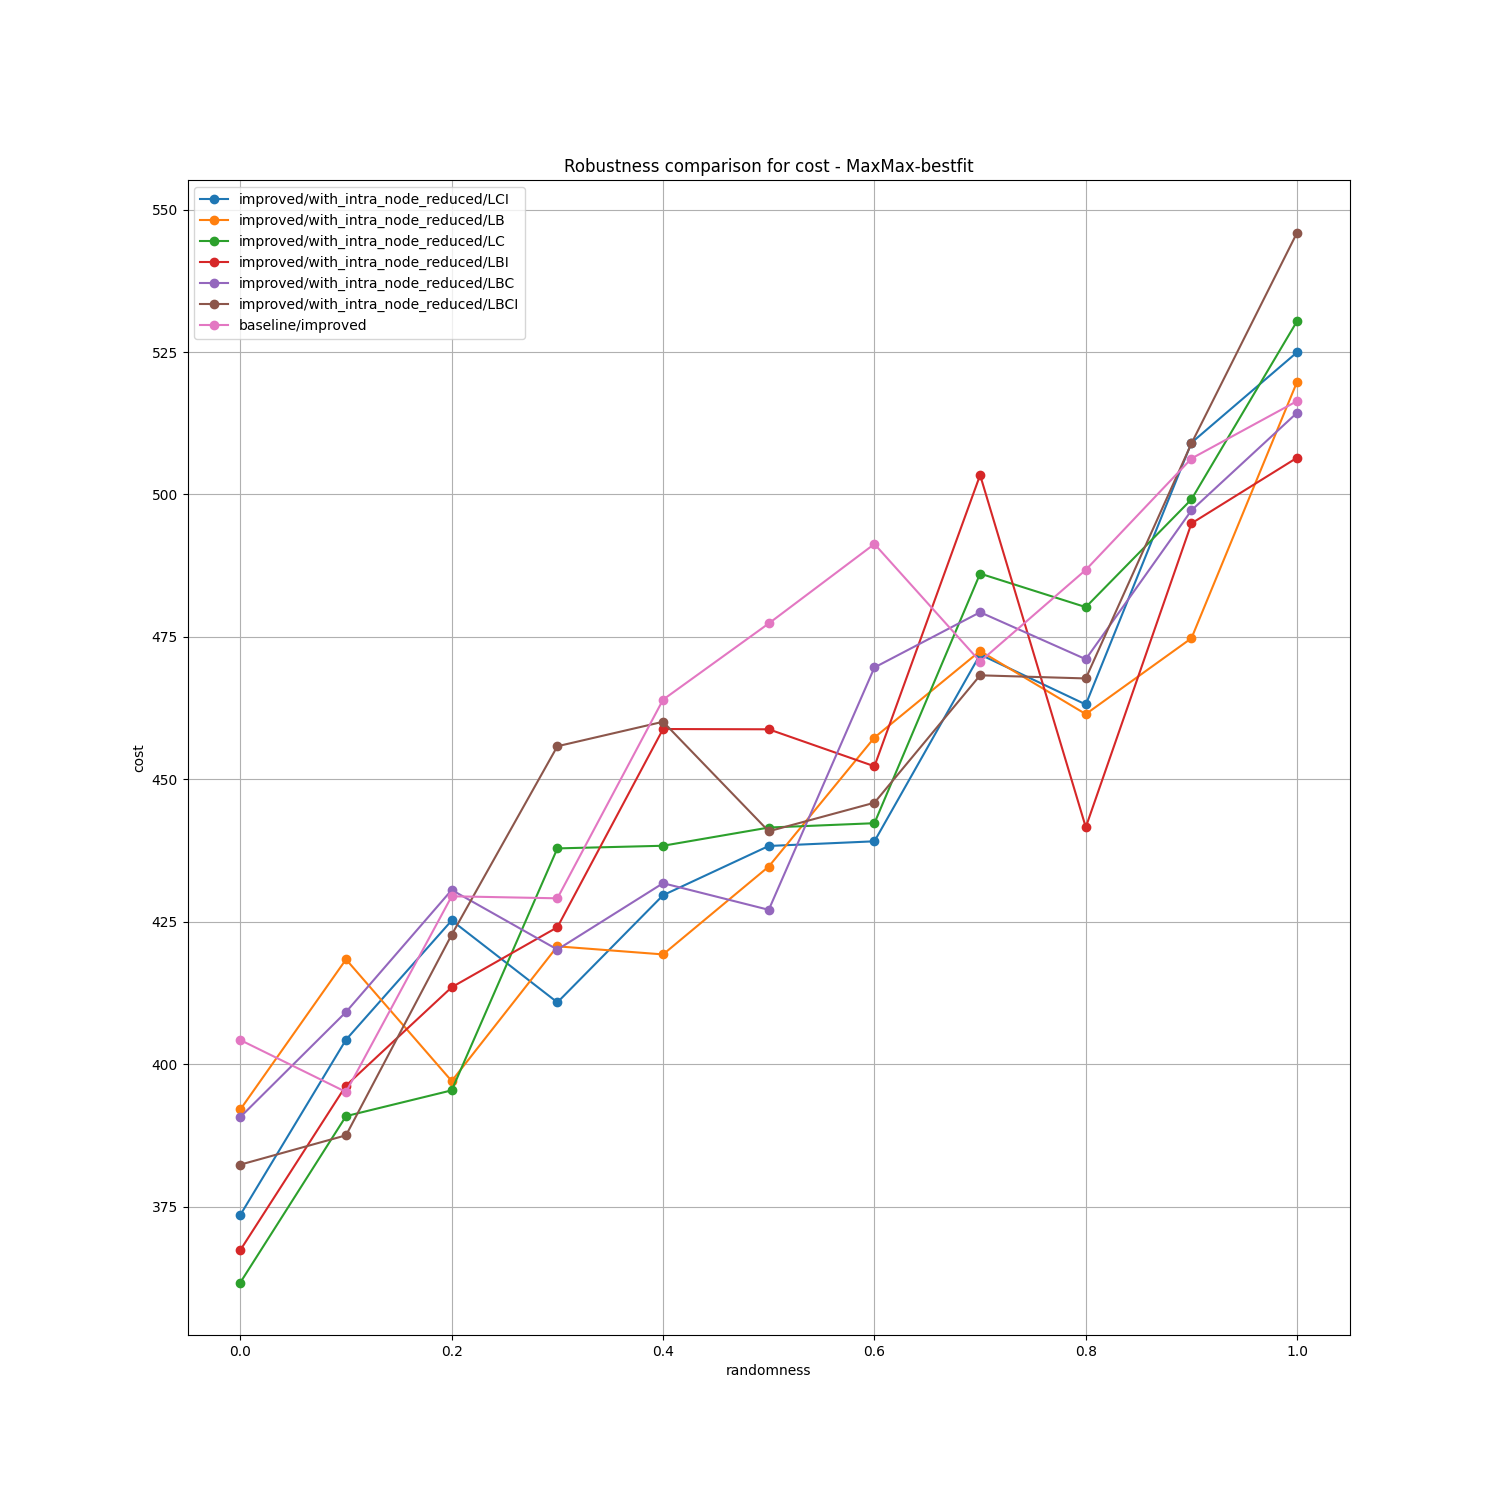 Robustness comparison for cost - MaxMax-bestfit
improved/with_intra_node_reduced/LCI
improved/with_intra_node_reduced/LB
improved/with_intra_node_reduced/LC
improved/with_intra_node_reduced/LBI
improved/with_intra_node_reduced/LBC
improved/with_intra_node_reduced/LBCI
baseline/improved
550
525
500
475
450
425
400
375
cost
0.0 0.2 0.4 0.6 0.8 1.0
randomness